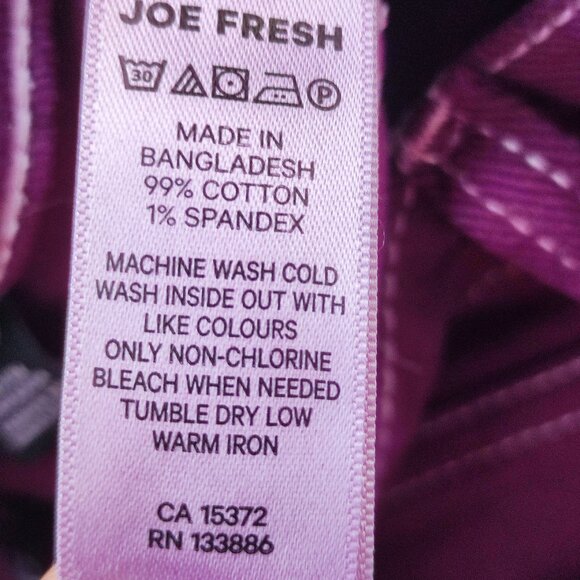 JOE FRESH
30 P
MADE IN
BANGLADESH
99% COTTON
1% SPANDEX
MACHINE WASH COLD
WASH INSIDE OUT WITH
LIKE COLOURS
ONLY NON-CHLORINE
BLEACH WHEN NEEDED
TUMBLE DRY LOW
WARM IRON
CA 15372
RN 133886